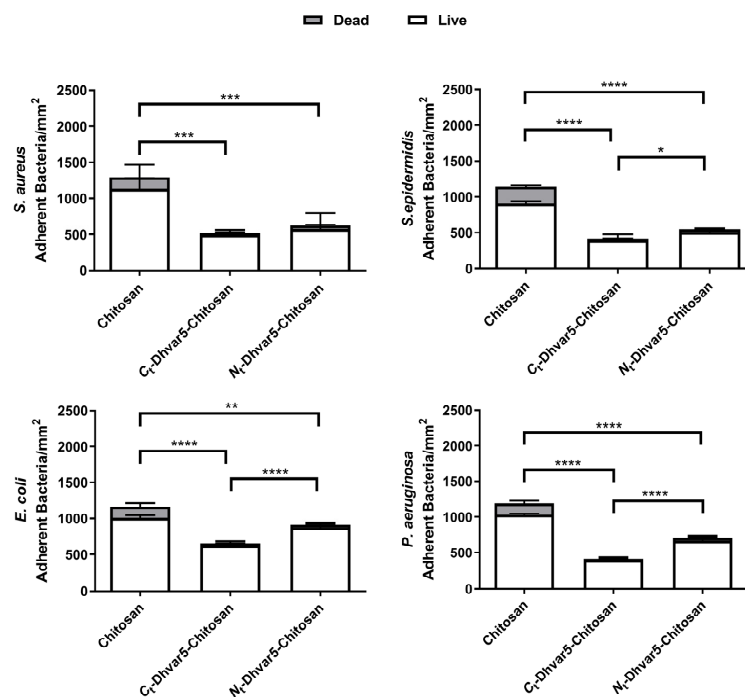 Dead Live
S. aureus
Adherent Bacteria/mm²
2500
2000
1500
1000
500
0
***
***
Chitosan
Ct-Dhvar5-Chitosan
Nt-Dhvar5-Chitosan
S.epidermidis
Adherent Bacteria/mm²
2500
2000
1500
1000
500
0
****
****
*
Chitosan
Ct-Dhvar5-Chitosan
Nt-Dhvar5-Chitosan
E. coli
Adherent Bacteria/mm²
2500
2000
1500
1000
500
0
**
****
****
Chitosan
Ct-Dhvar5-Chitosan
Nt-Dhvar5-Chitosan
P. aeruginosa
Adherent Bacteria/mm²
2500
2000
1500
1000
500
0
****
****
****
Chitosan
Ct-Dhvar5-Chitosan
Nt-Dhvar5-Chitosan